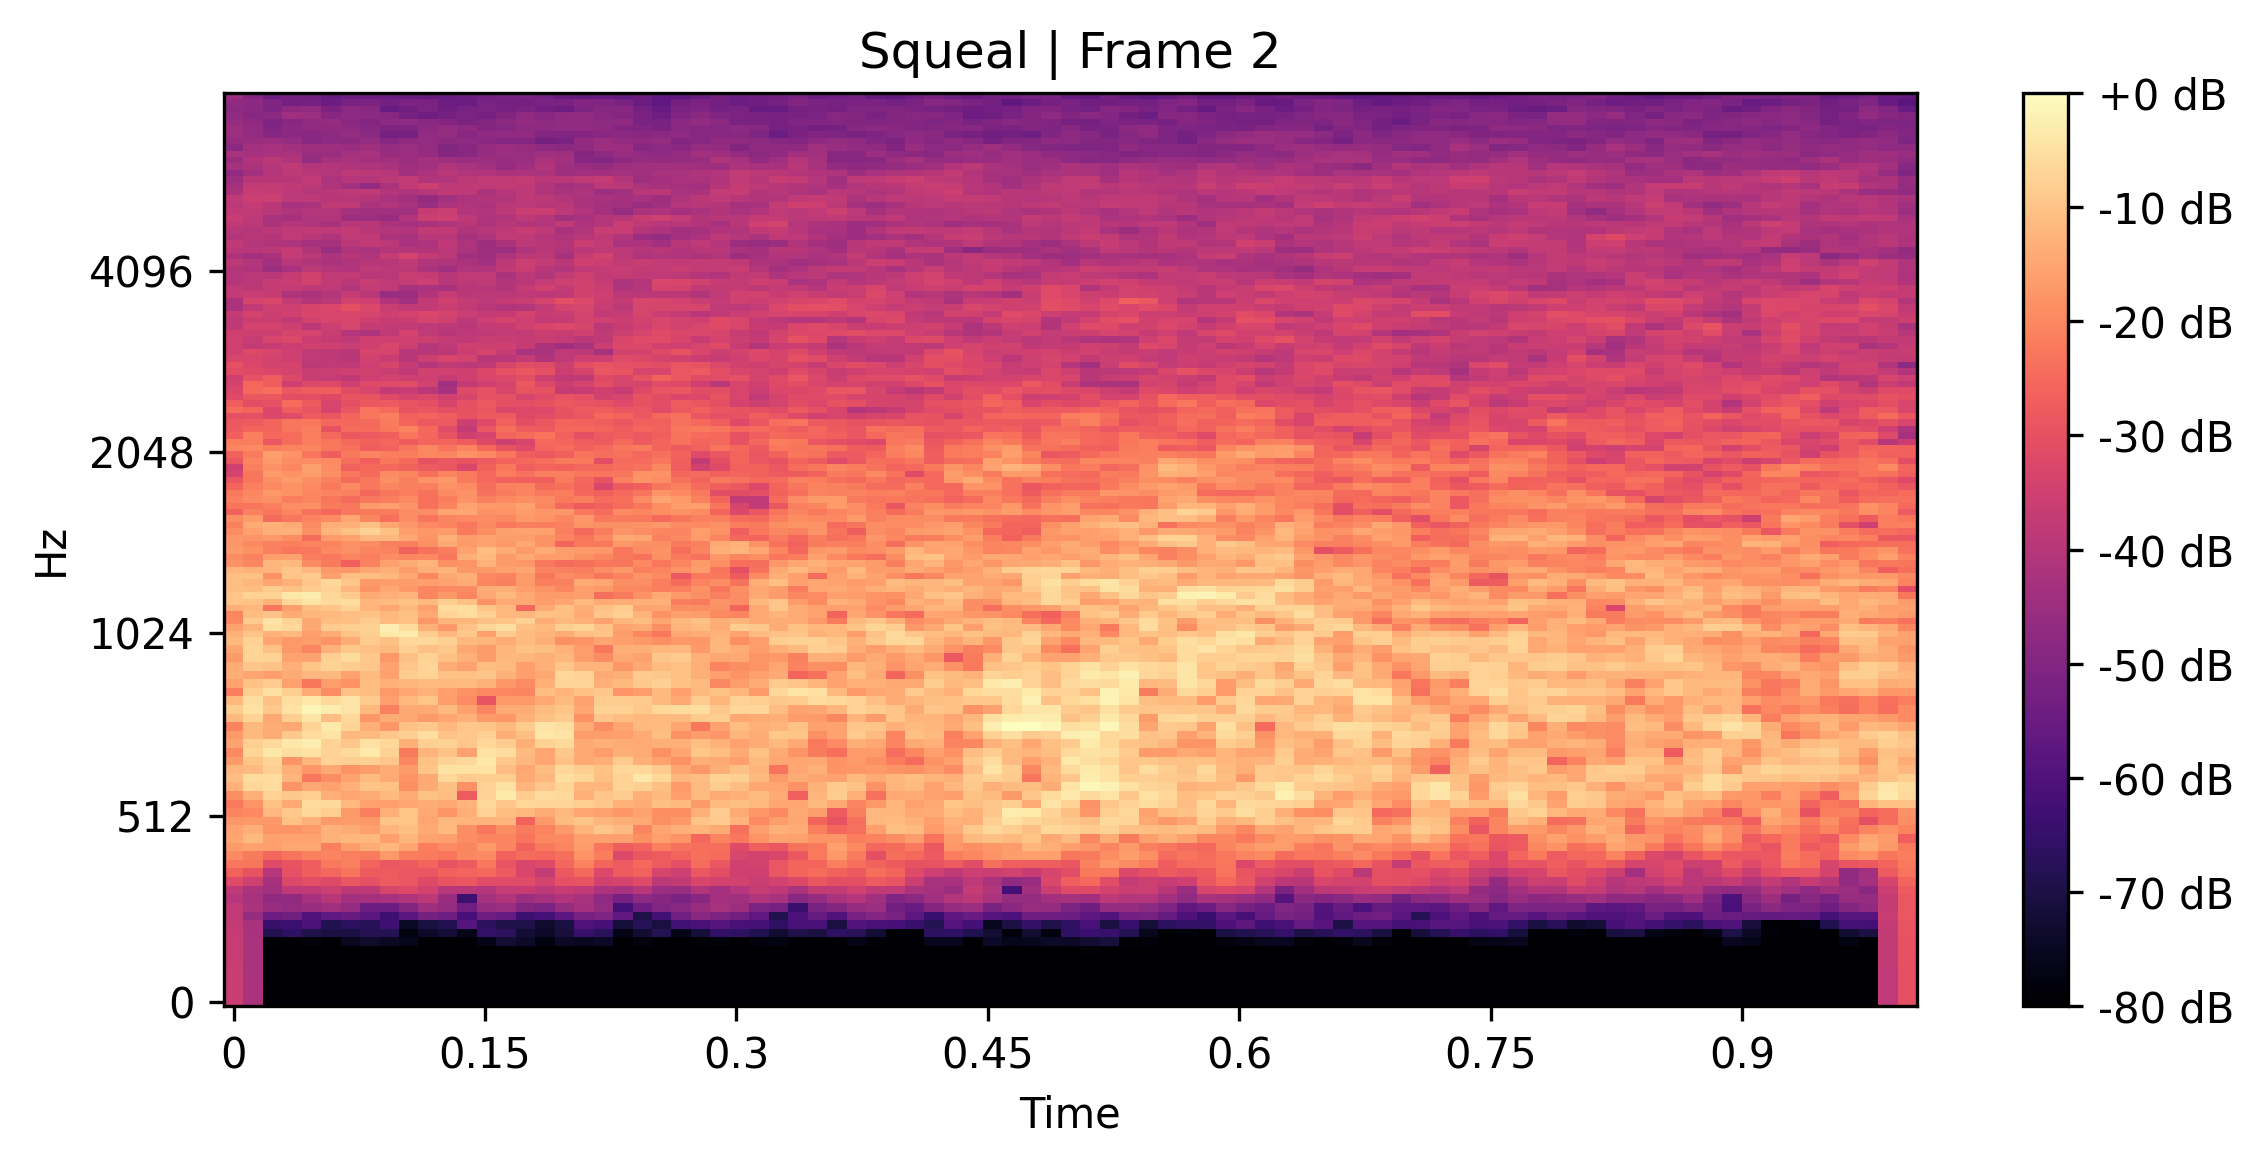 Squeal | Frame 2
+0 dB
-10 dB
-20 dB
-30 dB
-40 dB
-50 dB
-60 dB
-70 dB
-80 dB
Hz
4096
2048
1024
512
0
0 0.15 0.3 0.45 0.6 0.75 0.9
Time